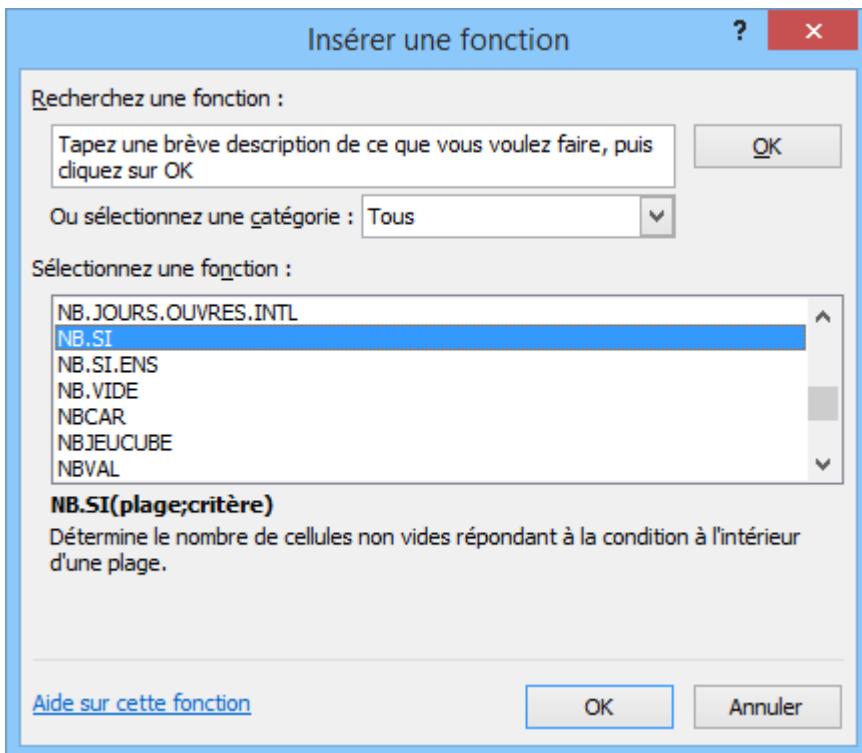 Insérer une fonction
?
Recherchez une fonction :
Tapez une brève description de ce que vous voulez faire, puis
cliquez sur OK
OK
Ou sélectionnez une catégorie : Tous
Sélectionnez une fonction :
NB.JOURS.OUVRES.INTL
NB.SI
NB.SI.ENS
NB.VIDE
NBCAR
NBJEUCUBE
NBVAL
NB.SI(plage;critère)
Détermine le nombre de cellules non vides répondant à la condition à l'intérieur
d'une plage.
Aide sur cette fonction
OK
Annuler